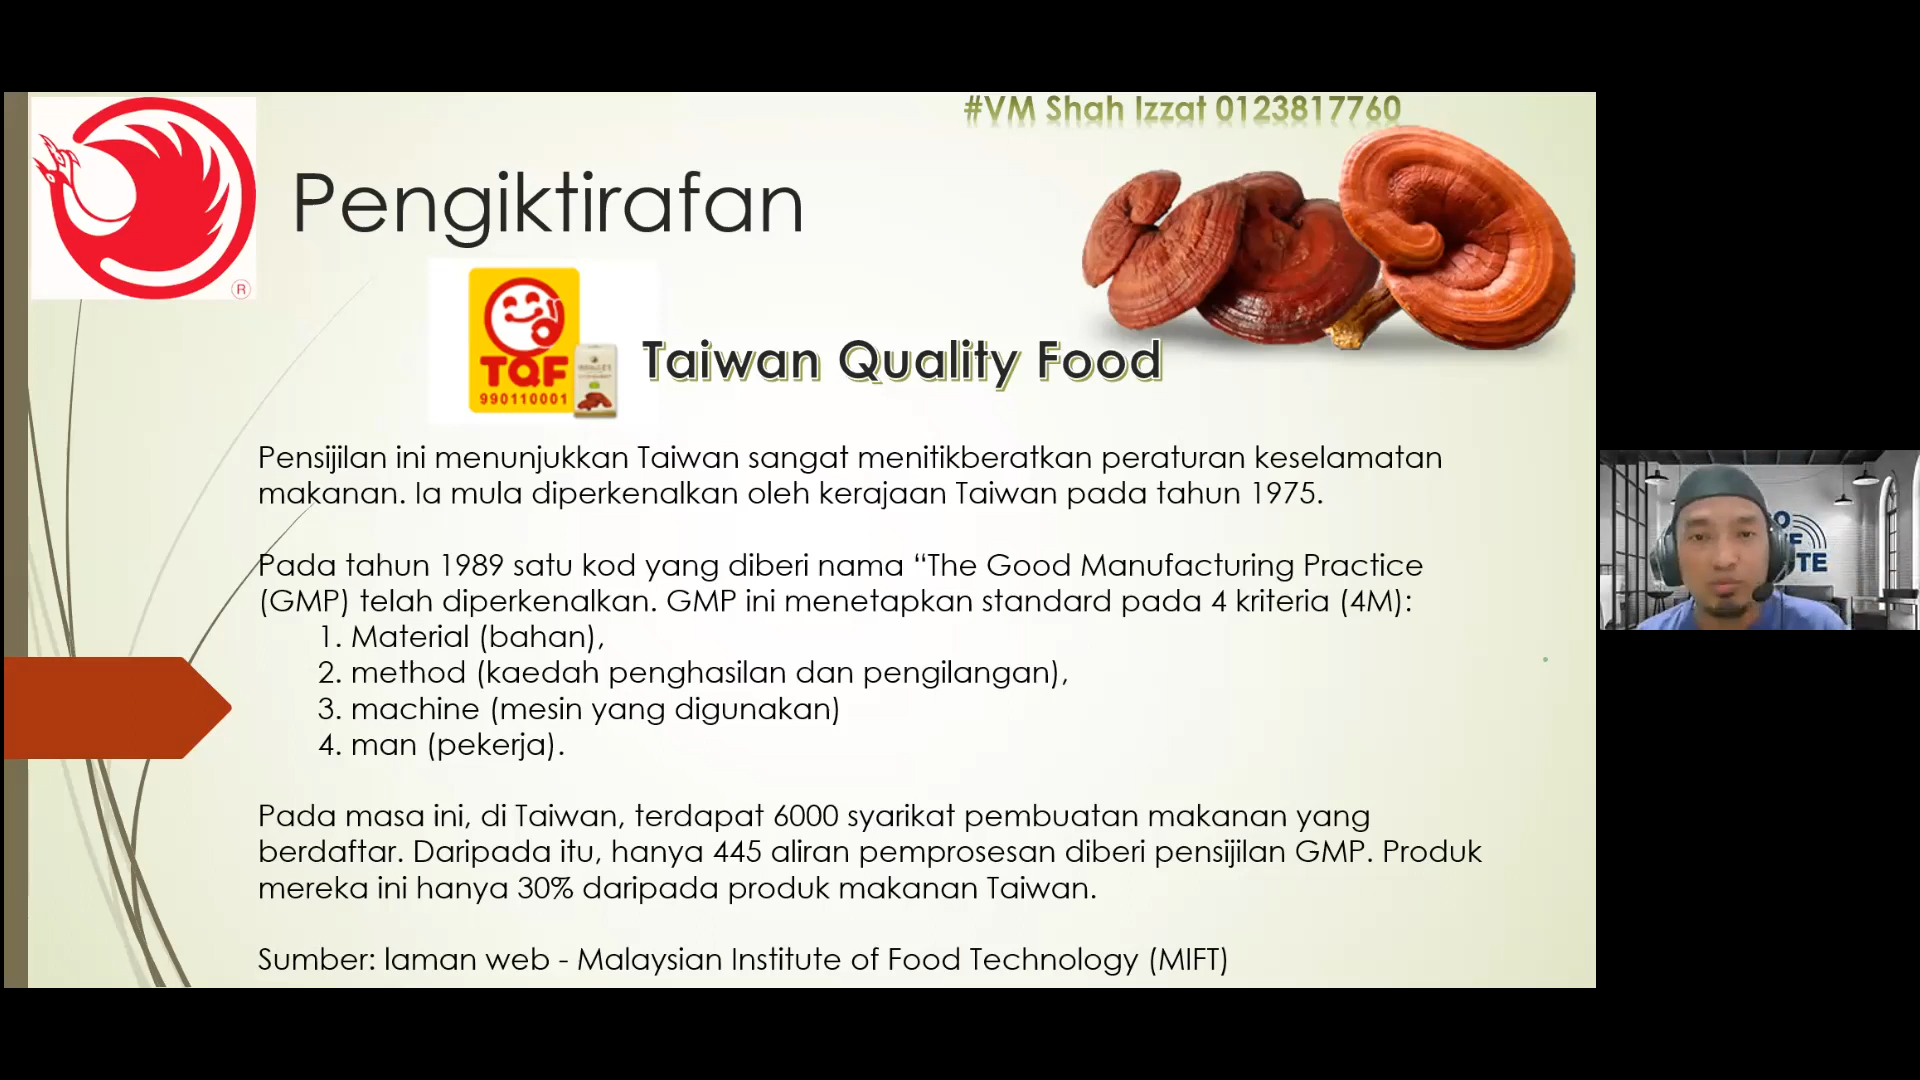 #VM Shah Izzat 0123817760
Pengiktirafan
®
TQF
990110001
Taiwan Quality Food
Pensijilan ini menunjukkan Taiwan sangat menitikberatkan peraturan keselamatan
makanan. Ia mula diperkenalkan oleh kerajaan Taiwan pada tahun 1975.
Pada tahun 1989 satu kod yang diberi nama “The Good Manufacturing Practice
(GMP) telah diperkenalkan. GMP ini menetapkan standard pada 4 kriteria (4M):
1. Material (bahan),
2. method (kaedah penghasilan dan pengilangan),
3. machine (mesin yang digunakan)
4. man (pekerja).
Pada masa ini, di Taiwan, terdapat 6000 syarikat pembuatan makanan yang
berdaftar. Daripada itu, hanya 445 aliran pemprosesan diberi pensijilan GMP. Produk
mereka ini hanya 30% daripada produk makanan Taiwan.
Sumber: laman web - Malaysian Institute of Food Technology (MIFT)